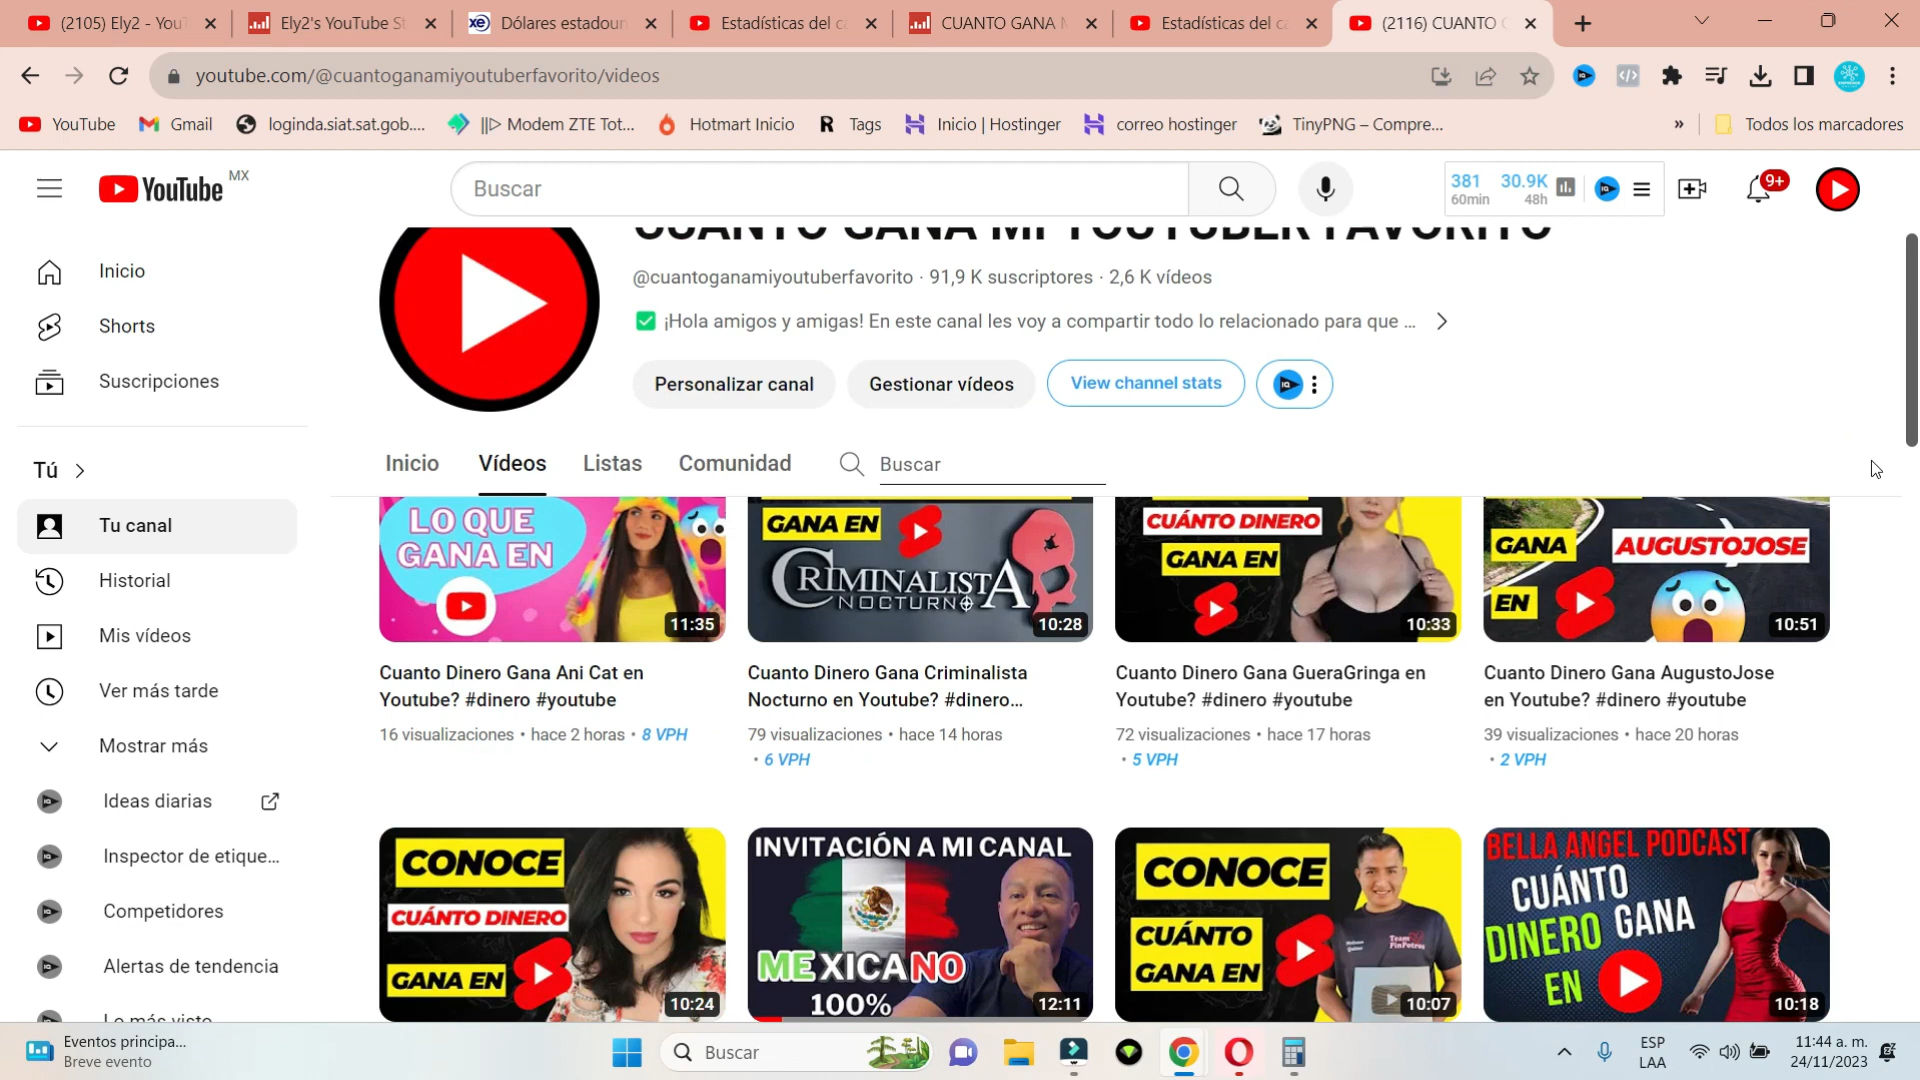 (2105) Ely2 - You
Ely2's YouTube St
Dólares estadoun
Estadísticas del ca
CUANTO GANA M
Estadísticas del ca
(2116) CUANTO G
youtube.com/@cuantoganamiyoutuberfavorito/videos
YouTube
Gmail
loginda.siat.sat.gob....
||▷ Modem ZTE Tot...
Hotmart Inicio
R Tags
Inicio | Hostinger
correo hostinger
TinyPNG – Compre...
»
Todos los marcadores
YouTube MX
Buscar
381
60min
30.9K
48h
9+
CUANTO GANA MI YOUTUBER FAVORITO
@cuantoganamiyoutuberfavorito · 91,9 K suscriptores · 2,6 K vídeos
¡Hola amigos y amigas! En este canal les voy a compartir todo lo relacionado para que ...
Personalizar canal
Gestionar vídeos
View channel stats
Inicio
Vídeos
Listas
Comunidad
Buscar
Inicio
Shorts
Suscripciones
Tú
Tu canal
Historial
Mis vídeos
Ver más tarde
Mostrar más
Ideas diarias
Inspector de etique...
Competidores
Alertas de tendencia
Lo más visto
LO QUE
GANA EN
11:35
GANA EN
CRIMINALISTA
NOCTURNO
10:28
CUÁNTO DINERO
GANA EN
10:33
GANA
AUGUSTOJOSE
EN
10:51
Cuanto Dinero Gana Ani Cat en
Youtube? #dinero #youtube
16 visualizaciones • hace 2 horas • 8 VPH
Cuanto Dinero Gana Criminalista
Nocturno en Youtube? #dinero...
79 visualizaciones • hace 14 horas
• 6 VPH
Cuanto Dinero Gana GueraGringa en
Youtube? #dinero #youtube
72 visualizaciones • hace 17 horas
• 5 VPH
Cuanto Dinero Gana AugustoJose
en Youtube? #dinero #youtube
39 visualizaciones • hace 20 horas
• 2 VPH
CONOCE
CUÁNTO DINERO
GANA EN
10:24
INVITACIÓN A MI CANAL
MEXICANO
100%
12:11
CONOCE
CUÁNTO
GANA EN
10:07
BELLA ANGEL PODCAST
CUÁNTO
DINERO GANA
EN
10:18
Eventos principa...
Breve evento
Buscar
ESP
LAA
11:44 a. m.
24/11/2023